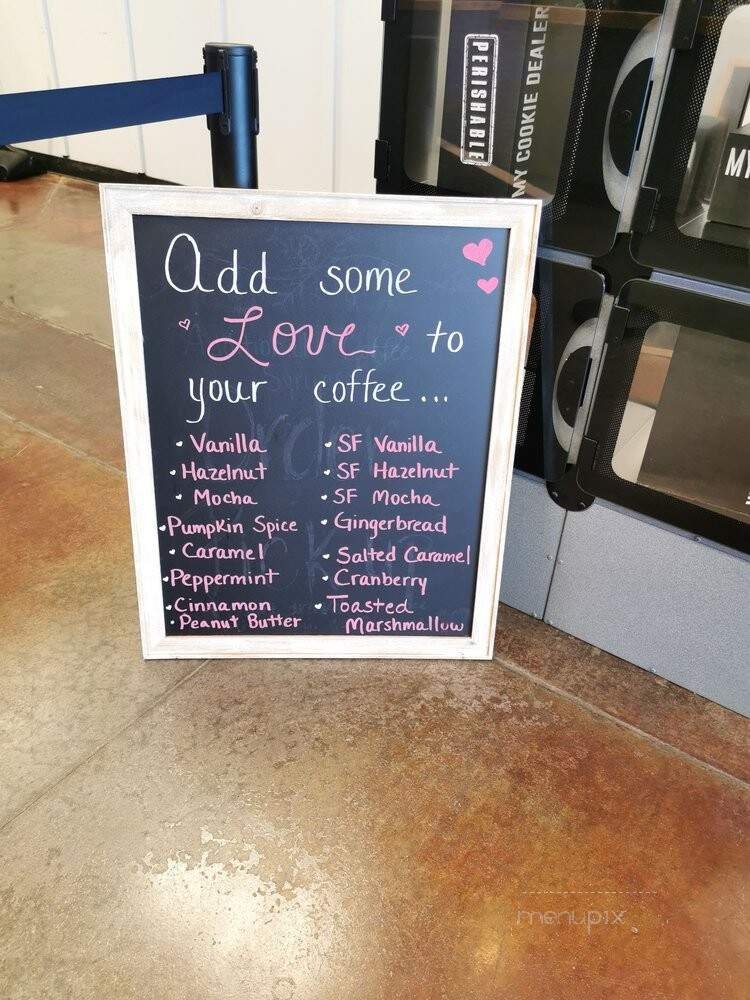 Add some
Love to
your coffee...
• Vanilla
• Hazelnut
• Mocha
• Pumpkin Spice
• Caramel
• Peppermint
• Cinnamon
• Peanut Butter
• SF Vanilla
• SF Hazelnut
• SF Mocha
• Gingerbread
• Salted Caramel
• Cranberry
• Toasted
Marshmallow
PERISHABLE
MY COOKIE DEALER
MY
menupix